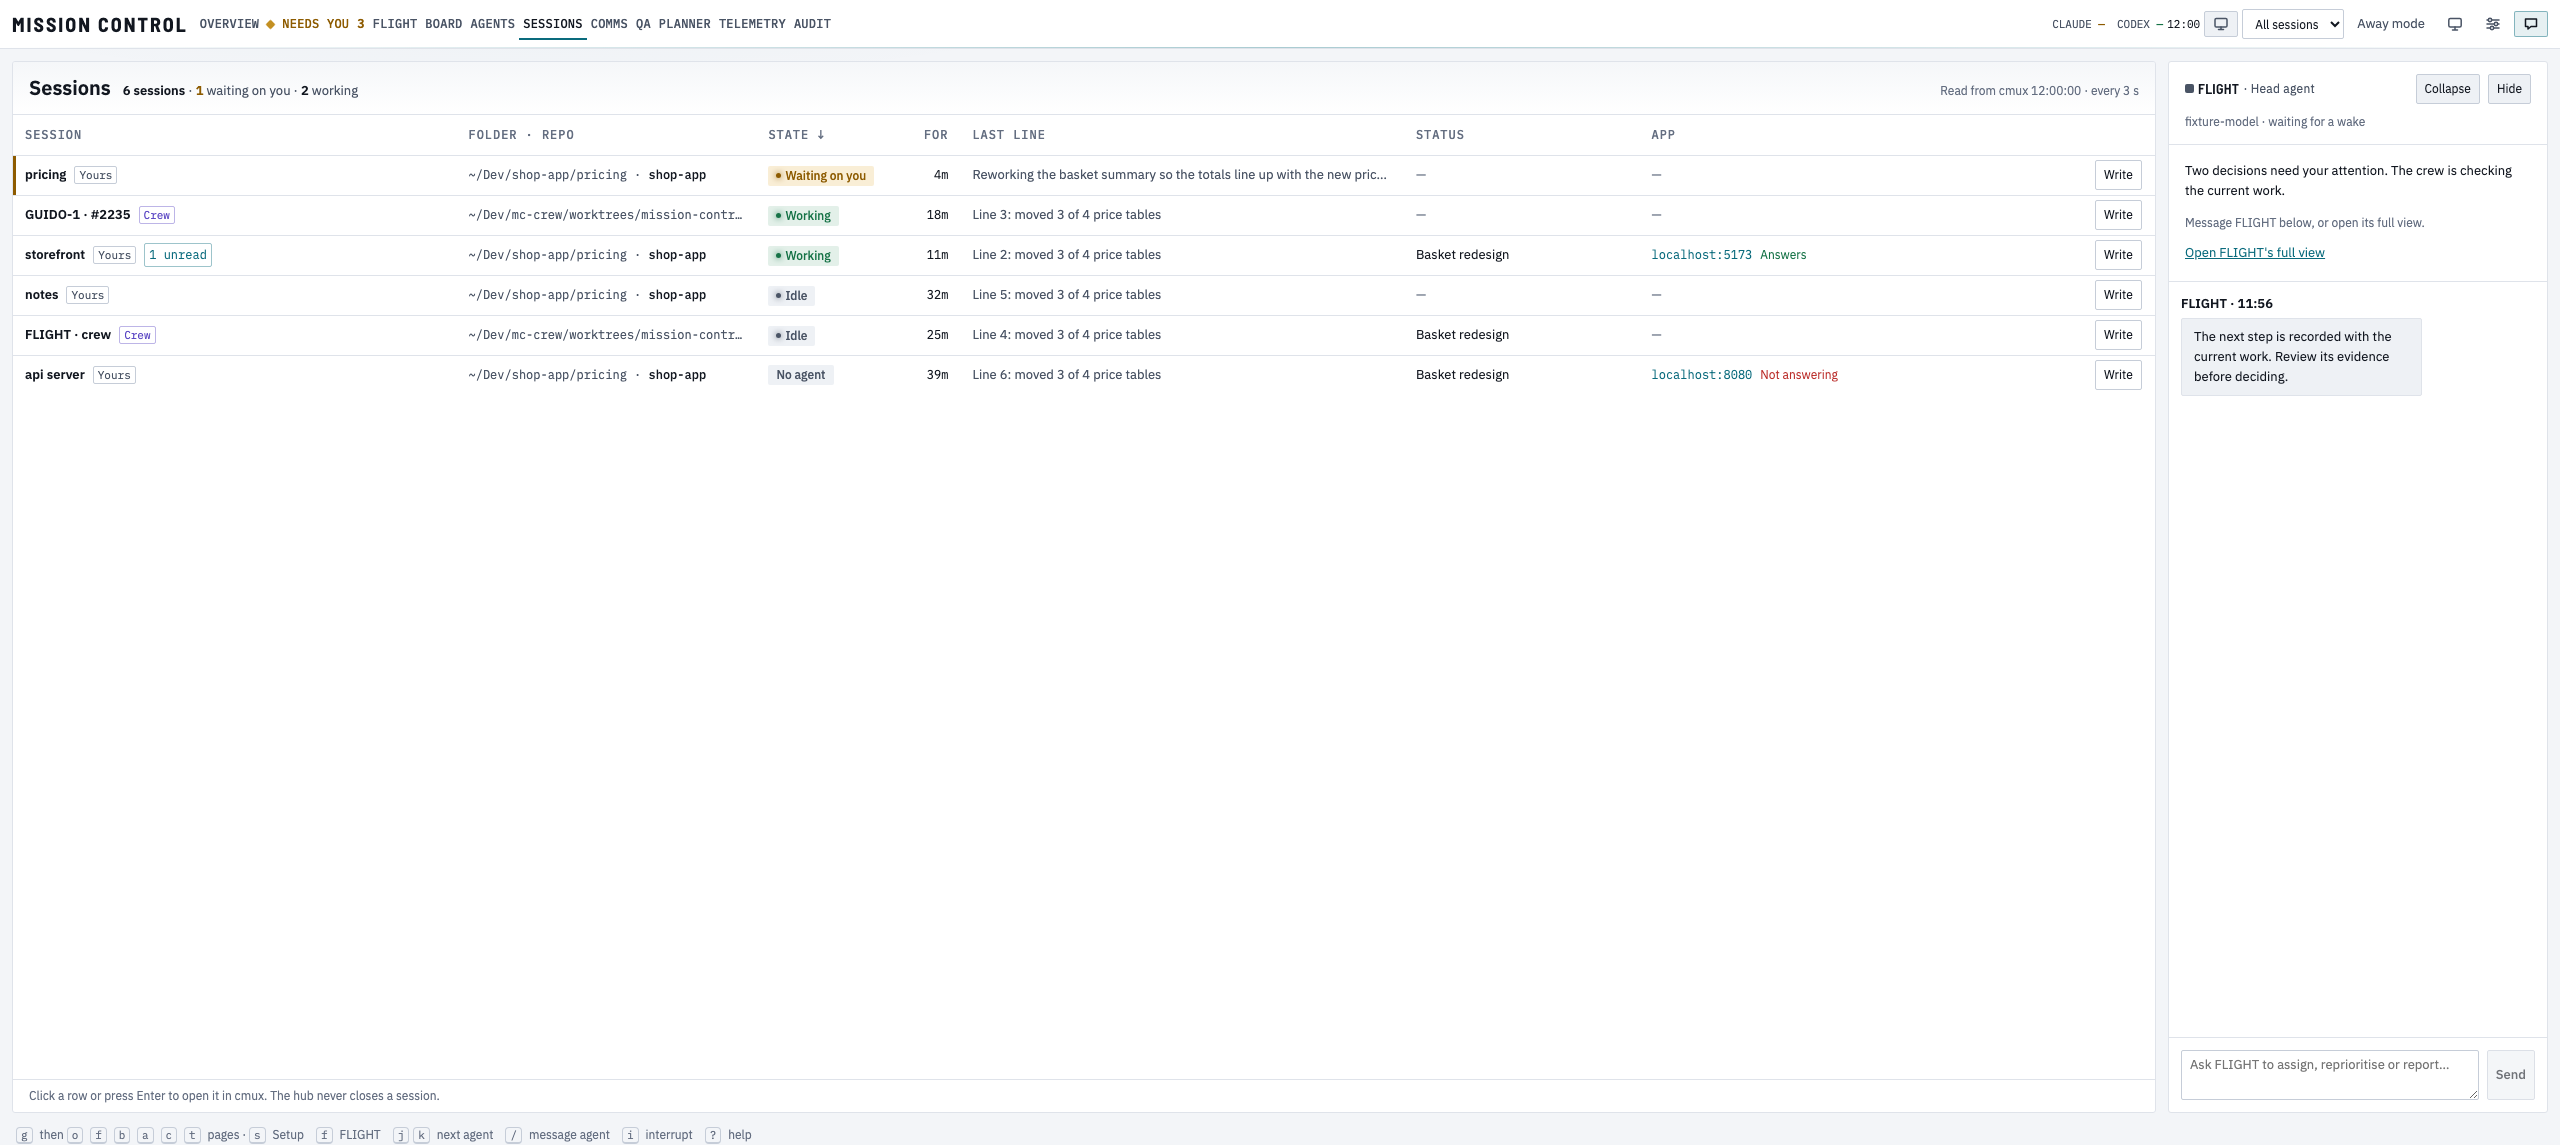 MISSION CONTROL OVERVIEW ◆ NEEDS YOU 3 FLIGHT BOARD AGENTS SESSIONS COMMS QA PLANNER TELEMETRY AUDIT CLAUDE — CODEX — 12:00 All sessions Away mode
Sessions 6 sessions · 1 waiting on you · 2 working Read from cmux 12:00:00 · every 3 s
SESSION FOLDER · REPO STATE ↓ FOR LAST LINE STATUS APP
pricing Yours ~/Dev/shop-app/pricing · shop-app Waiting on you 4m Reworking the basket summary so the totals line up with the new pric… — — Write
GUIDO-1 · #2235 Crew ~/Dev/mc-crew/worktrees/mission-contr… Working 18m Line 3: moved 3 of 4 price tables — — Write
storefront Yours 1 unread ~/Dev/shop-app/pricing · shop-app Working 11m Line 2: moved 3 of 4 price tables Basket redesign localhost:5173 Answers Write
notes Yours ~/Dev/shop-app/pricing · shop-app Idle 32m Line 5: moved 3 of 4 price tables — — Write
FLIGHT · crew Crew ~/Dev/mc-crew/worktrees/mission-contr… Idle 25m Line 4: moved 3 of 4 price tables Basket redesign — Write
api server Yours ~/Dev/shop-app/pricing · shop-app No agent 39m Line 6: moved 3 of 4 price tables Basket redesign localhost:8080 Not answering Write
Click a row or press Enter to open it in cmux. The hub never closes a session.
FLIGHT · Head agent Collapse Hide
fixture-model · waiting for a wake
Two decisions need your attention. The crew is checking
the current work.
Message FLIGHT below, or open its full view.
Open FLIGHT's full view
FLIGHT · 11:56
The next step is recorded with the
current work. Review its evidence
before deciding.
Ask FLIGHT to assign, reprioritise or report… Send
g then o f b a c t pages · s Setup f FLIGHT j k next agent / message agent i interrupt ? help